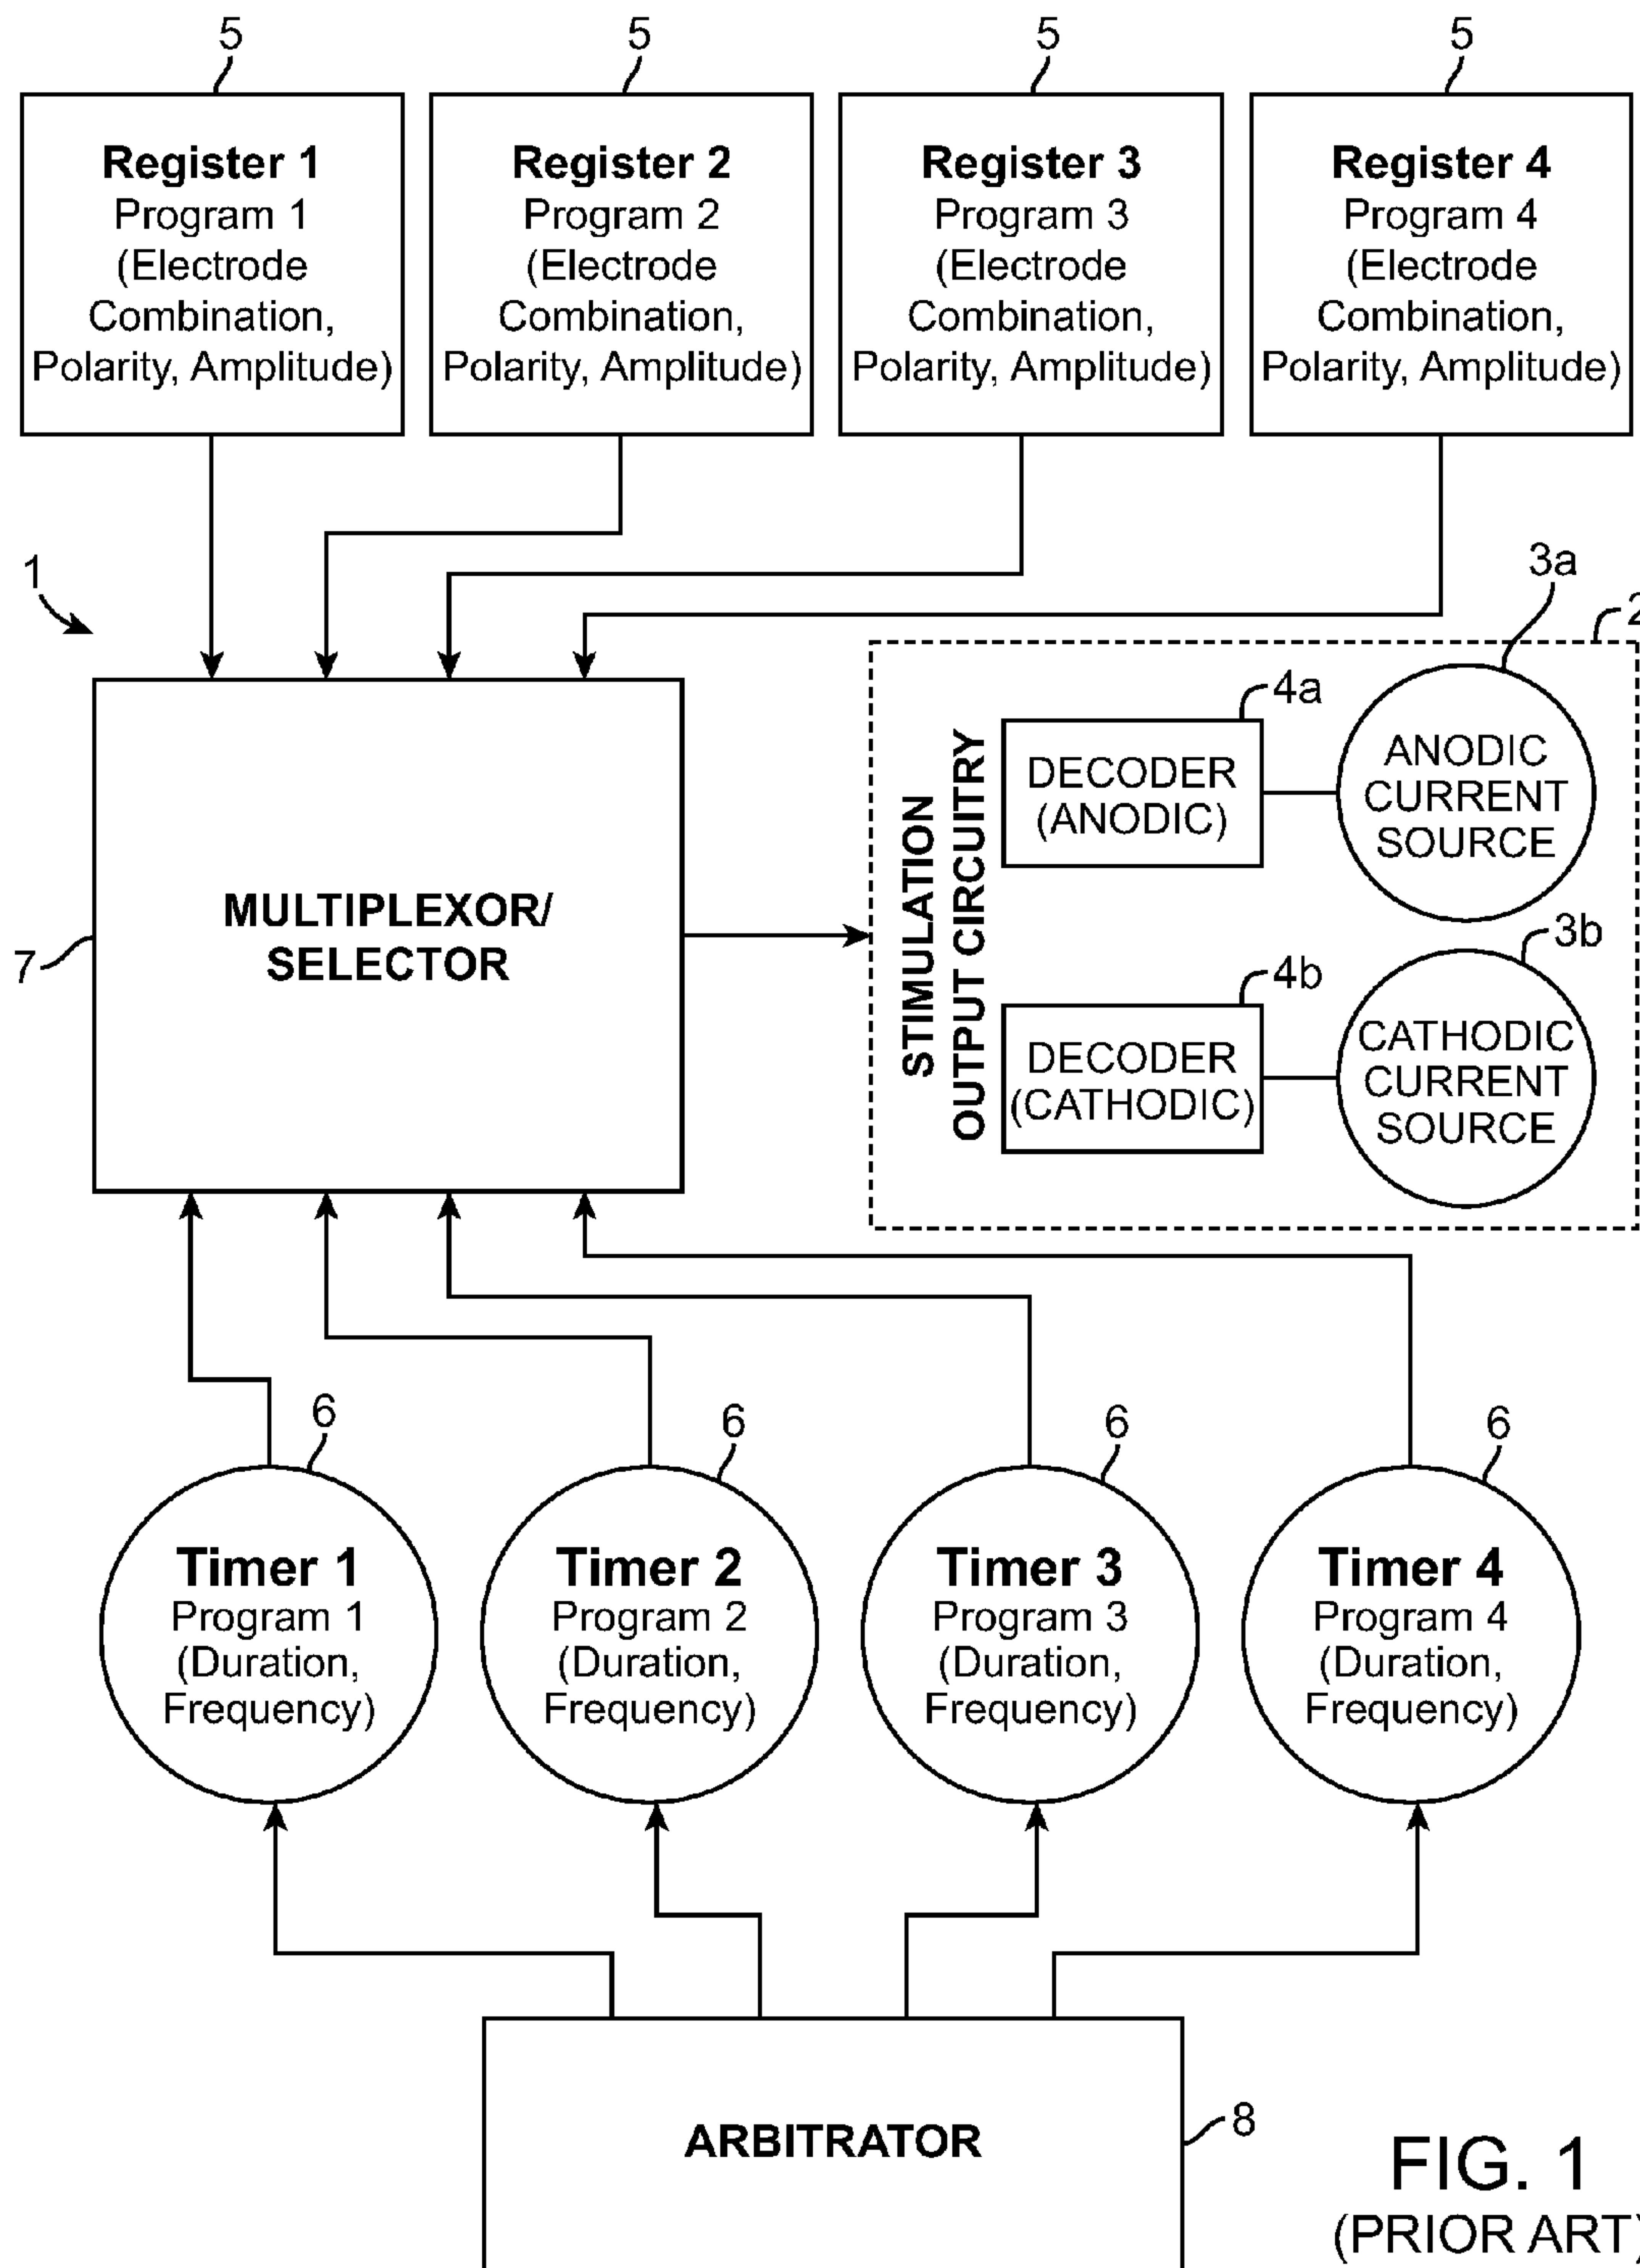 5 5 5 5
Register 1
Program 1
(Electrode
Combination,
Polarity, Amplitude)
Register 2
Program 2
(Electrode
Combination,
Polarity, Amplitude)
Register 3
Program 3
(Electrode
Combination,
Polarity, Amplitude)
Register 4
Program 4
(Electrode
Combination,
Polarity, Amplitude)
1
3a
2
MULTIPLEXOR/
SELECTOR
7
STIMULATION
OUTPUT CIRCUITRY
4a
DECODER
(ANODIC)
ANODIC
CURRENT
SOURCE
3b
4b
DECODER
(CATHODIC)
CATHODIC
CURRENT
SOURCE
6 6 6 6
Timer 1
Program 1
(Duration,
Frequency)
Timer 2
Program 2
(Duration,
Frequency)
Timer 3
Program 3
(Duration,
Frequency)
Timer 4
Program 4
(Duration,
Frequency)
ARBITRATOR
8
FIG. 1
(PRIOR ART)